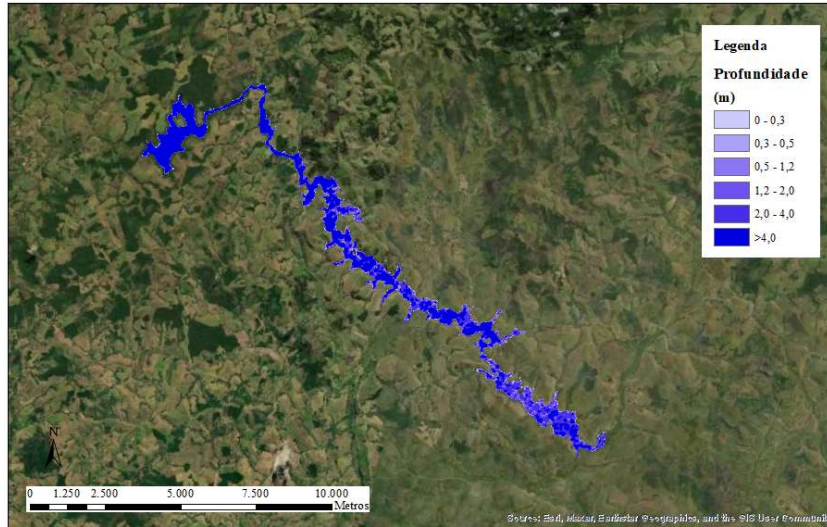 Legenda
Profundidade
(m)
0 - 0,3
0,3 - 0,5
0,5 - 1,2
1,2 - 2,0
2,0 - 4,0
>4,0
N
0 1.250 2.500 5.000 7.500 10.000
Metros
Source: Esri, Maxar, Earthstar Geographics, and the GIS User Communit